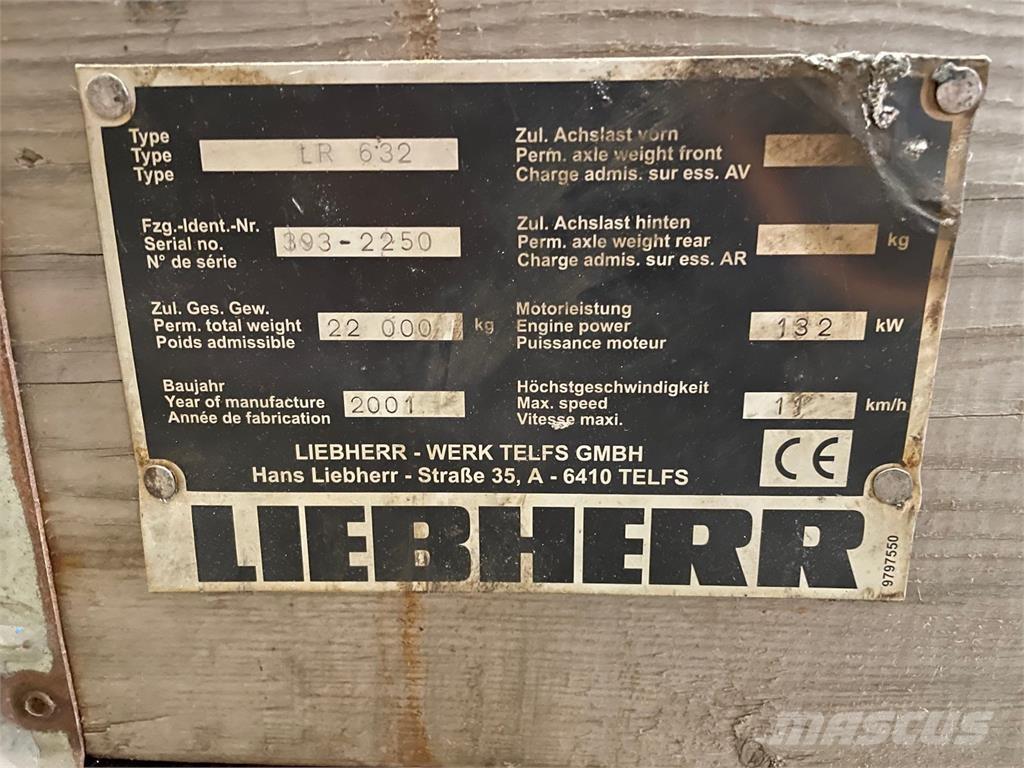 Type
Type
Type
LR 632
Zul. Achslast vorn
Perm. axle weight front
Charge admis. sur ess. AV
Fzg.-Ident.-Nr.
Serial no.
N° de série
393-2250
Zul. Achslast hinten
Perm. axle weight rear
Charge admis. sur ess. AR
kg
Zul. Ges. Gew.
Perm. total weight
Poids admissible
22 000
kg
Motorleistung
Engine power
Puissance moteur
132
kW
Baujahr
Year of manufacture
Année de fabrication
2001
Höchstgeschwindigkeit
Max. speed
Vitesse maxi.
11
km/h
LIEBHERR - WERK TELFS GMBH
Hans Liebherr - Straße 35, A - 6410 TELFS
CE
LIEBHERR
9797550
mascus